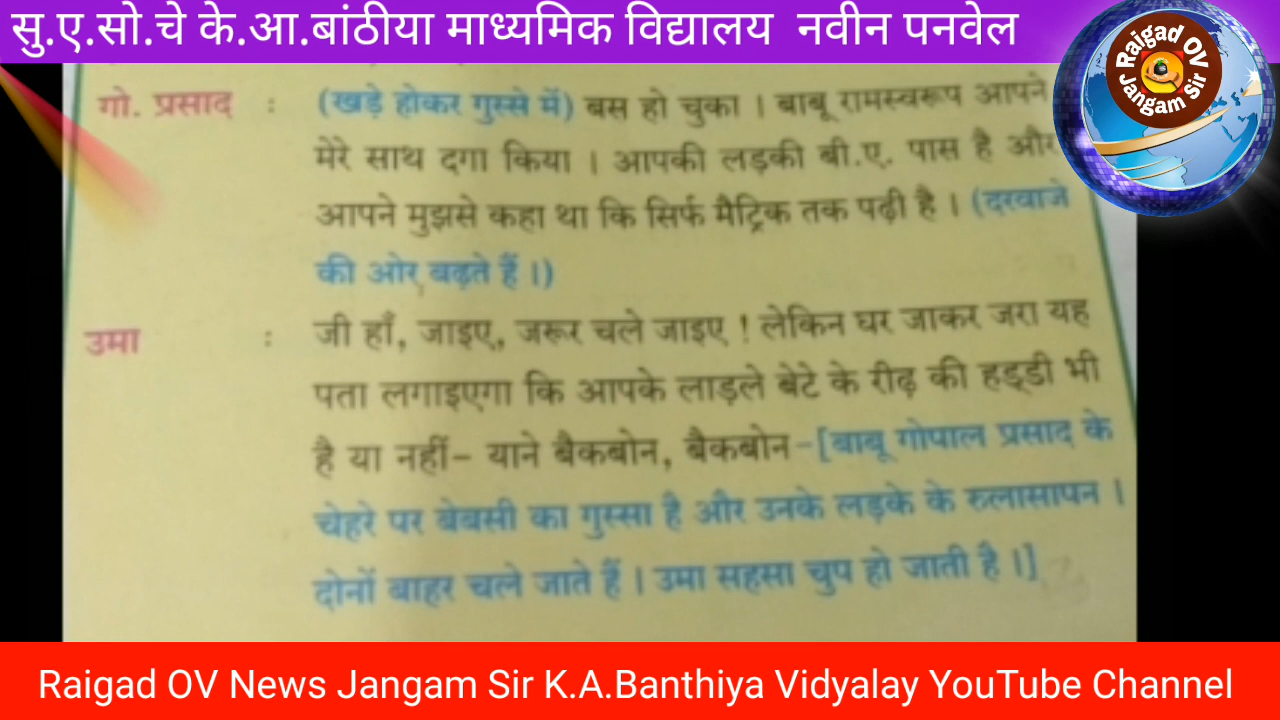 सु.ए.सो.चे के.आ.बांठीया माध्यमिक विद्यालय नवीन पनवेल
Raigad OV
Jangam Sir
गो. प्रसाद : (खड़े होकर गुस्से में) बस हो चुका । बाबू रामस्वरूप आपने
मेरे साथ दगा किया । आपकी लड़की बी.ए. पास है और
आपने मुझसे कहा था कि सिर्फ मैट्रिक तक पढ़ी है । (दरवाजे
की ओर बढ़ते हैं ।)
उमा : जी हाँ, जाइए, जरूर चले जाइए ! लेकिन घर जाकर जरा यह
पता लगाइएगा कि आपके लाड़ले बेटे के रीढ़ की हड्डी भी
है या नहीं– याने बैकबोन, बैकबोन–[बाबू गोपाल प्रसाद के
चेहरे पर बेबसी का गुस्सा है और उनके लड़के के रुलासापन ।
दोनों बाहर चले जाते हैं । उमा सहसा चुप हो जाती है ।]
Raigad OV News Jangam Sir K.A.Banthiya Vidyalay YouTube Channel